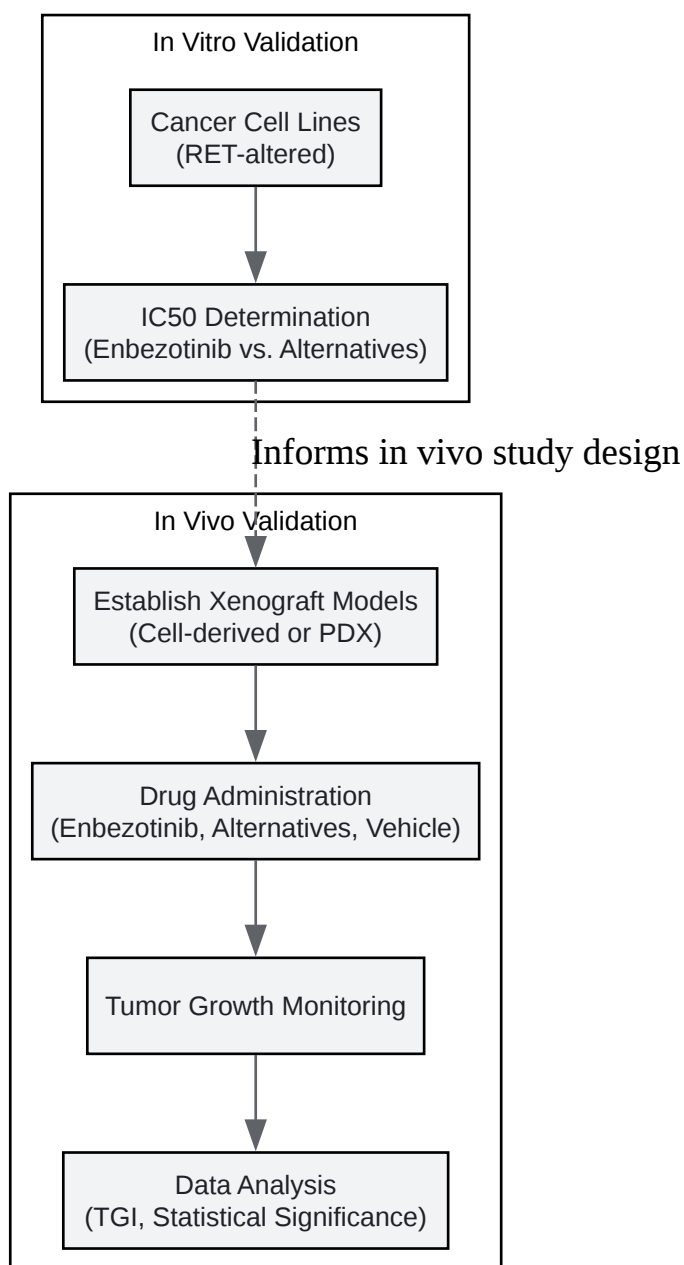 In Vitro Validation
Cancer Cell Lines
(RET-altered)
IC50 Determination
(Enbezotinib vs. Alternatives)
Informs in vivo study design
In Vivo Validation
Establish Xenograft Models
(Cell-derived or PDX)
Drug Administration
(Enbezotinib, Alternatives, Vehicle)
Tumor Growth Monitoring
Data Analysis
(TGI, Statistical Significance)